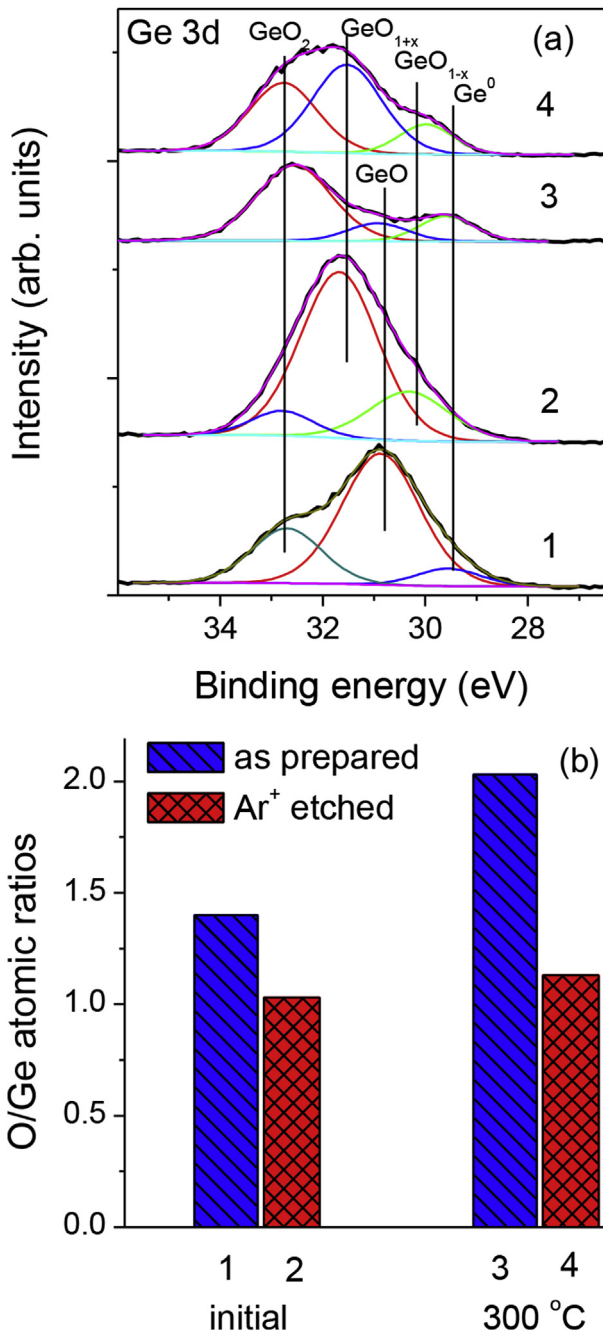 Ge 3d
GeO₂
GeO₁₊ₓ
(a)
GeO₁₋ₓ
Ge⁰
4
GeO
3
2
1
Intensity (arb. units)
34 32 30 28
Binding energy (eV)
as prepared
(b)
Ar⁺ etched
2.0
1.5
1.0
0.5
0.0
O/Ge atomic ratios
1 2 3 4
initial 300 °C